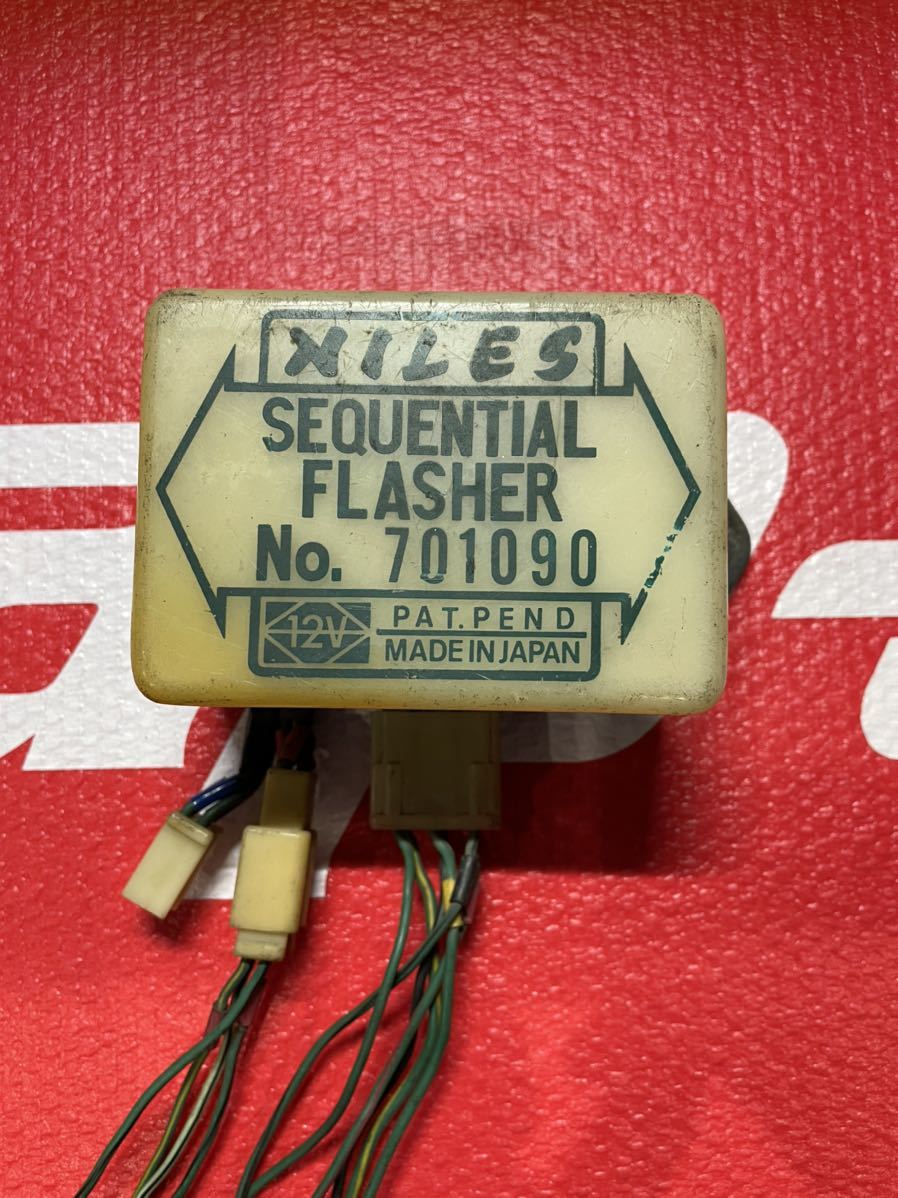 NILES
SEQUENTIAL
FLASHER
No. 701090
12V
PAT.PEND
MADE IN JAPAN